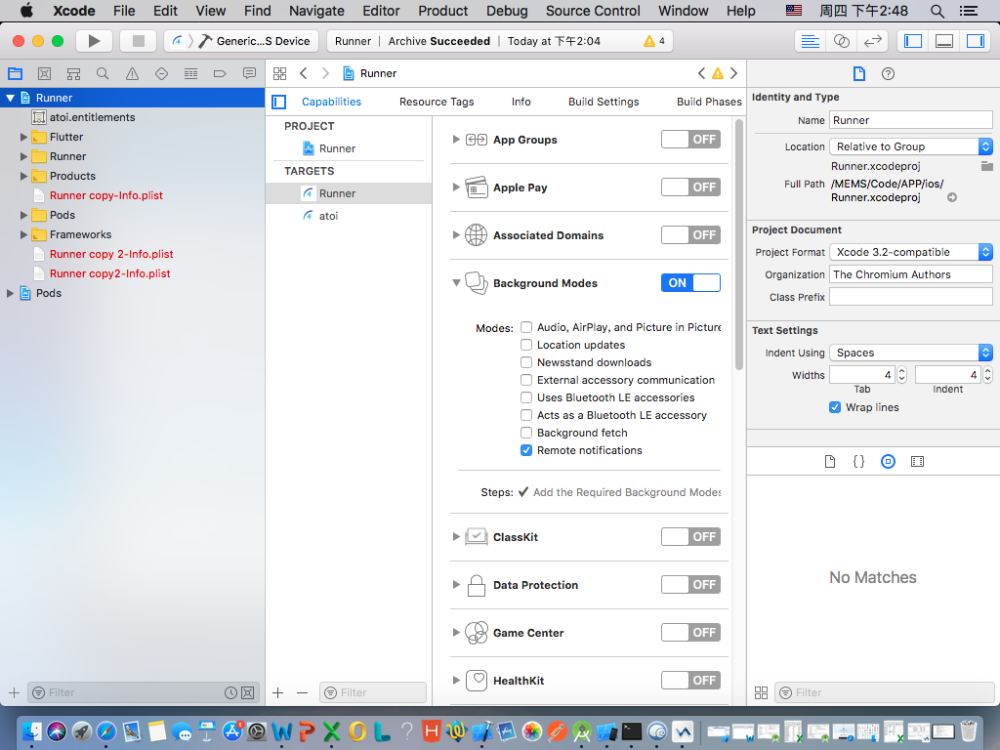 Xcode File Edit View Find Navigate Editor Product Debug Source Control Window Help 周四 下午2:48
Generic...S Device
Runner | Archive Succeeded | Today at 下午2:04 4
Runner
Runner
atoi.entitlements
Flutter
Runner
Products
Runner copy-Info.plist
Pods
Frameworks
Runner copy 2-Info.plist
Runner copy2-Info.plist
Pods
Filter
Capabilities Resource Tags Info Build Settings Build Phases
PROJECT
Runner
TARGETS
Runner
atoi
Filter
App Groups OFF
Apple Pay OFF
Associated Domains OFF
Background Modes ON
Modes: Audio, AirPlay, and Picture in Picture
Location updates
Newsstand downloads
External accessory communication
Uses Bluetooth LE accessories
Acts as a Bluetooth LE accessory
Background fetch
Remote notifications
Steps: ✔ Add the Required Background Modes
ClassKit OFF
Data Protection OFF
Game Center OFF
HealthKit OFF
Identity and Type
Name Runner
Location Relative to Group
Runner.xcodeproj
Full Path /MEMS/Code/APP/ios/
Runner.xcodeproj
Project Document
Project Format Xcode 3.2-compatible
Organization The Chromium Authors
Class Prefix
Text Settings
Indent Using Spaces
Widths 4 4
Tab Indent
Wrap lines
{ }
No Matches
Filter